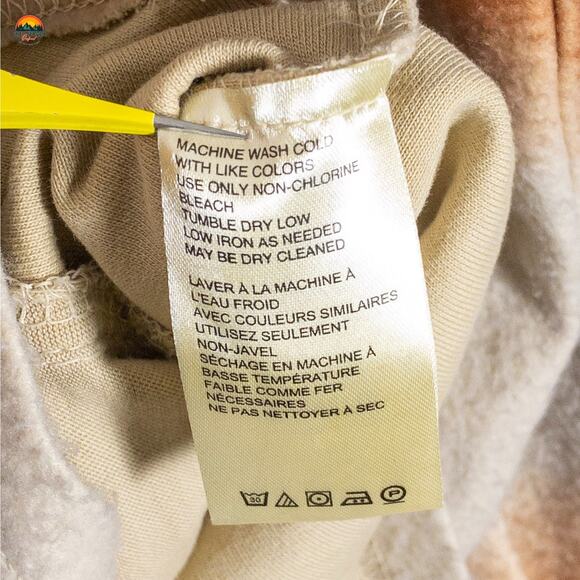 MACHINE WASH COLD
WITH LIKE COLORS
USE ONLY NON-CHLORINE
BLEACH
TUMBLE DRY LOW
LOW IRON AS NEEDED
MAY BE DRY CLEANED
LAVER À LA MACHINE À
L'EAU FROID
AVEC COULEURS SIMILAIRES
UTILISEZ SEULEMENT
NON-JAVEL
SÉCHAGE EN MACHINE À
BASSE TEMPÉRATURE
FAIBLE COMME FER
NÉCESSAIRES
NE PAS NETTOYER À SEC
30 P